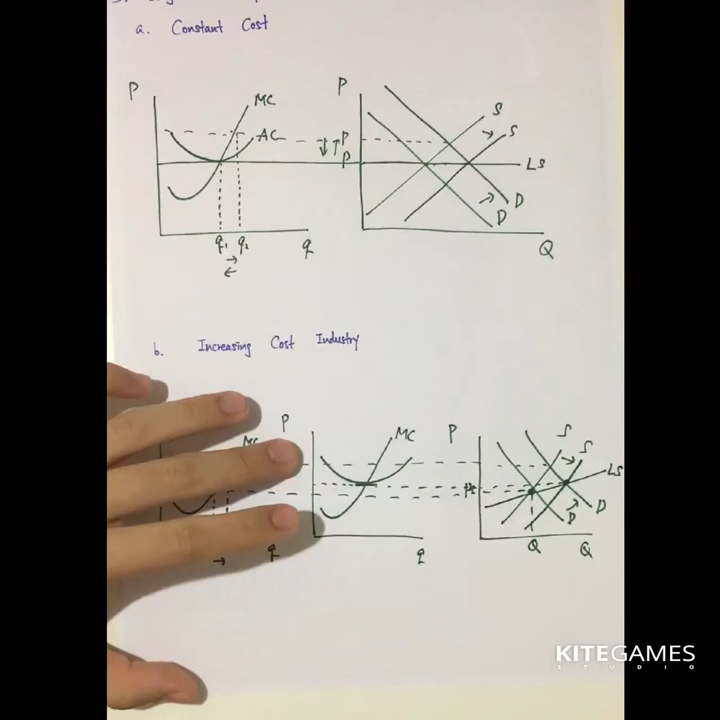 a. Constant Cost
P
MC
AC
q₁ q₂
q
P
P
P
S
S
LS
D
D
Q
b. Increasing Cost Industry
MC
q
P
MC
q
P
S
S
LS
D
D
Q
Q
KITEGAMES
STUDIO